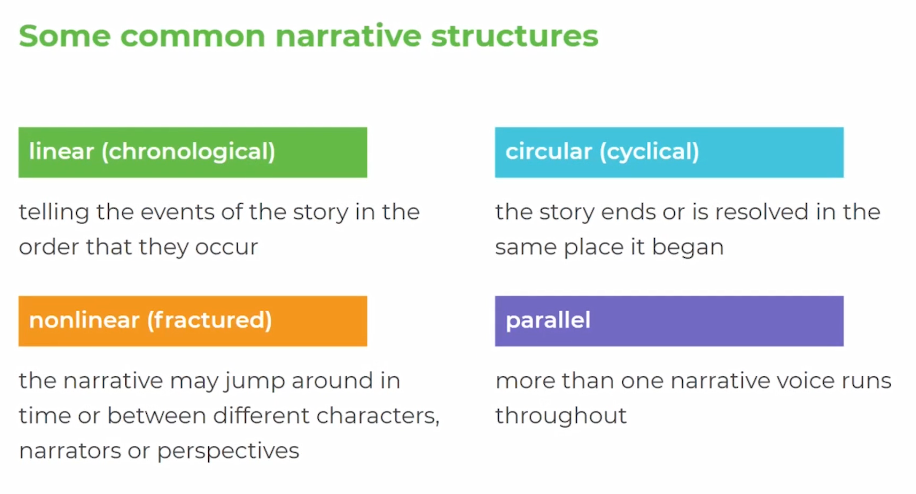 Some common narrative structures
linear (chronological)
telling the events of the story in the
order that they occur
circular (cyclical)
the story ends or is resolved in the
same place it began
nonlinear (fractured)
the narrative may jump around in
time or between different characters,
narrators or perspectives
parallel
more than one narrative voice runs
throughout